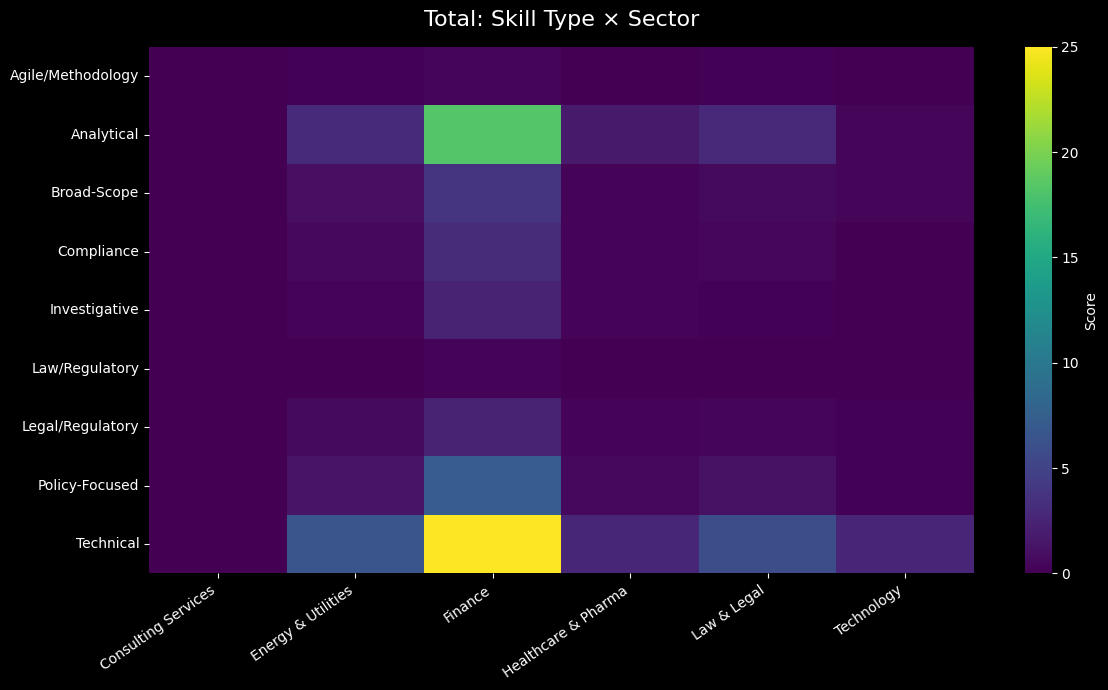 Total: Skill Type × Sector
Agile/Methodology
Analytical
Broad-Scope
Compliance
Investigative
Law/Regulatory
Legal/Regulatory
Policy-Focused
Technical
Consulting Services
Energy & Utilities
Finance
Healthcare & Pharma
Law & Legal
Technology
25
20
15
10
5
0
Score